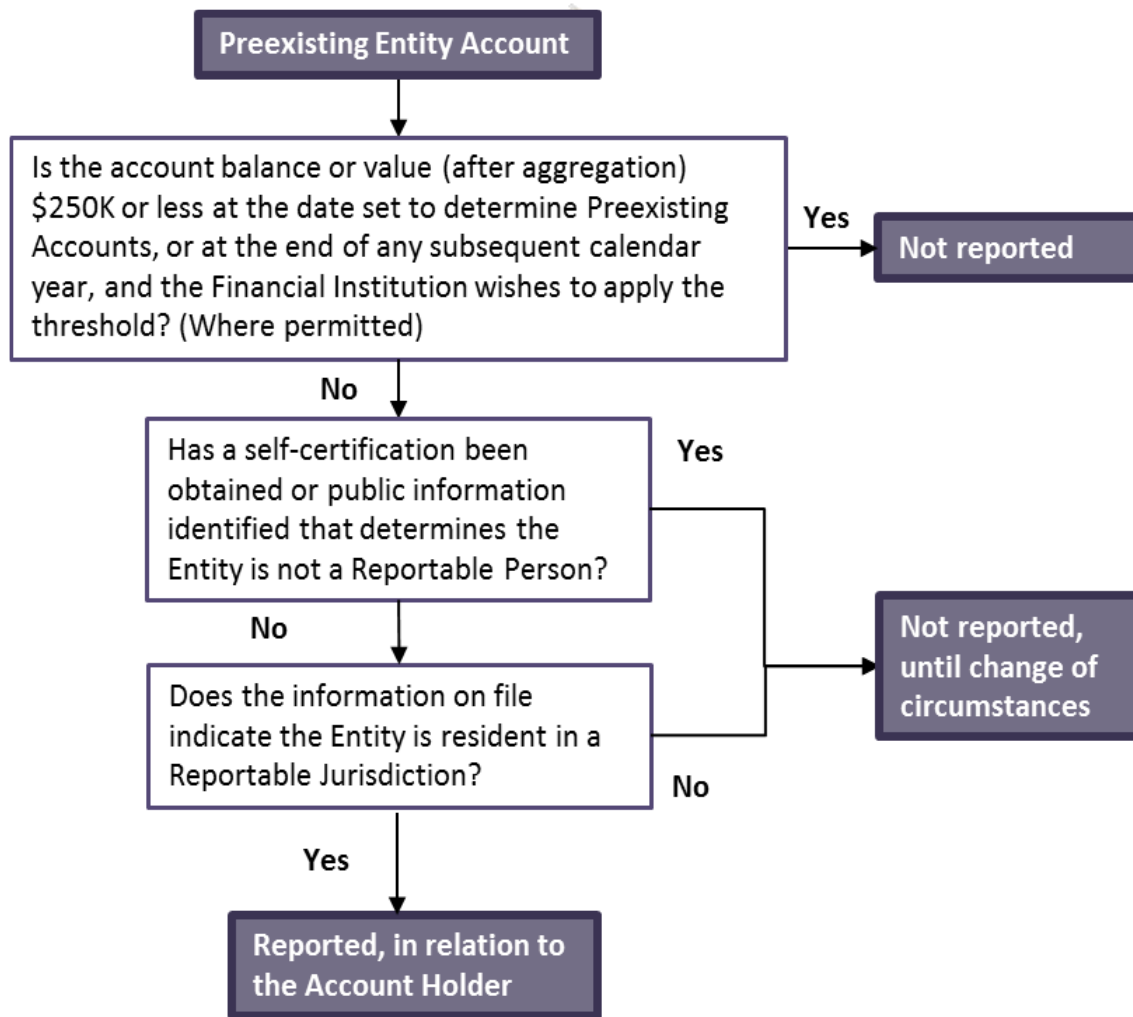 Preexisting Entity Account
Is the account balance or value (after aggregation)
$250K or less at the date set to determine Preexisting
Accounts, or at the end of any subsequent calendar
year, and the Financial Institution wishes to apply the
threshold? (Where permitted)
Yes
Not reported
No
Has a self-certification been
obtained or public information
identified that determines the
Entity is not a Reportable Person?
Yes
No
Not reported,
until change of
circumstances
Does the information on file
indicate the Entity is resident in a
Reportable Jurisdiction?
No
Yes
Reported, in relation to
the Account Holder